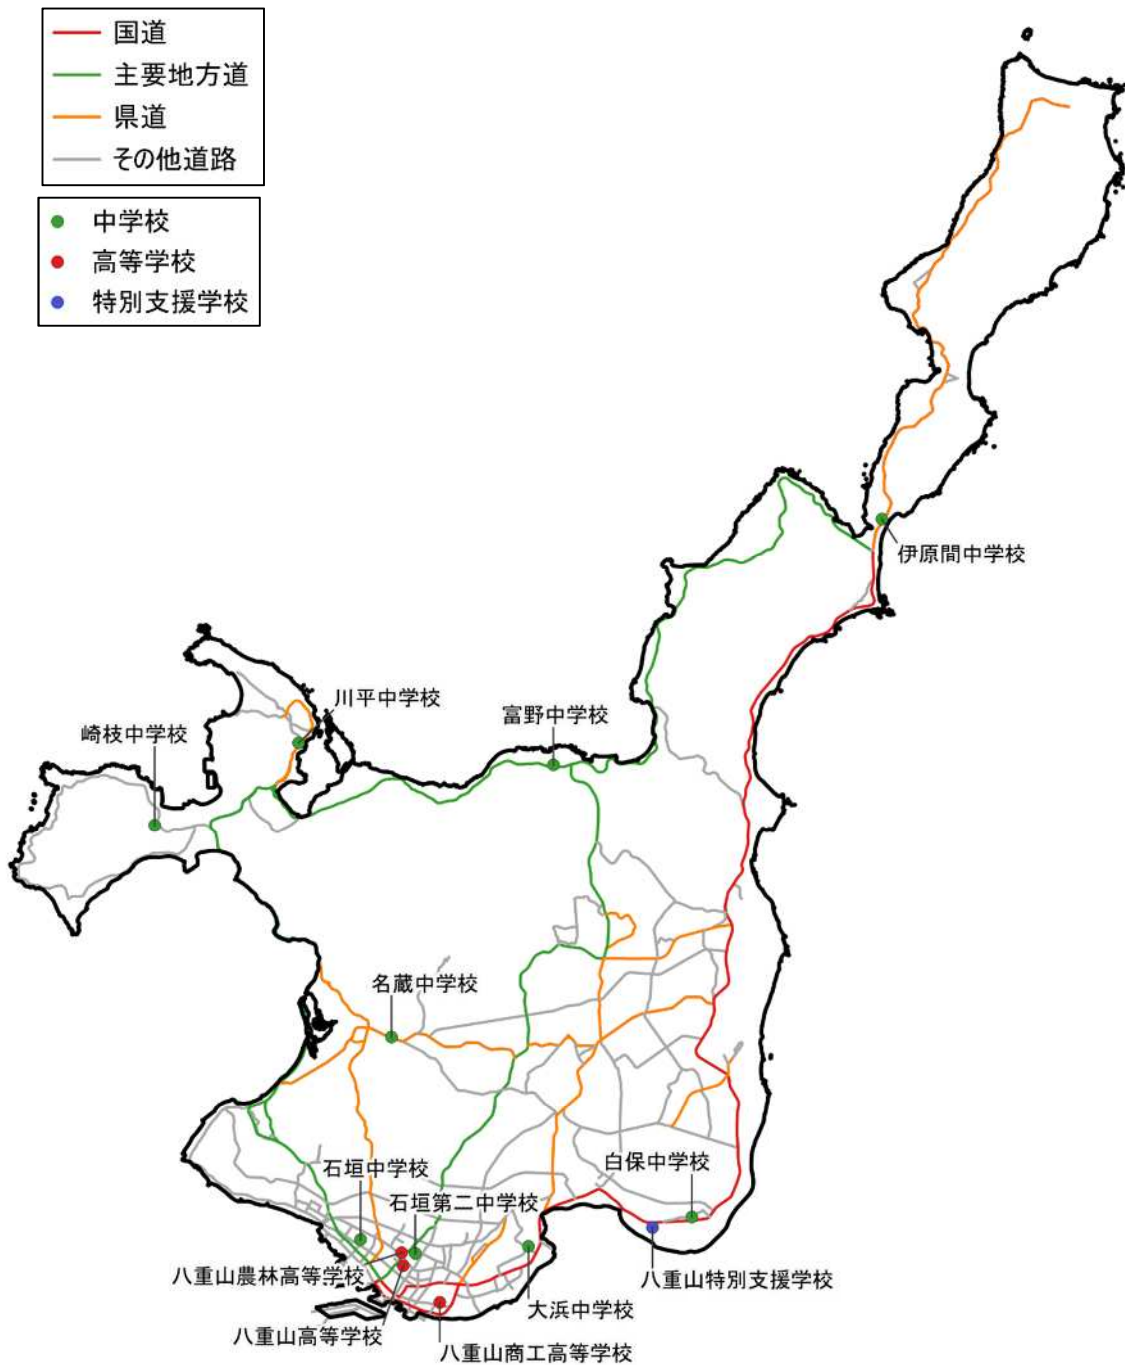 国道
主要地方道
県道
その他道路
中学校
高等学校
特別支援学校
伊原間中学校
川平中学校
富野中学校
崎枝中学校
名蔵中学校
白保中学校
石垣中学校
石垣第二中学校
八重山農林高等学校
八重山特別支援学校
大浜中学校
八重山高等学校
八重山商工高等学校